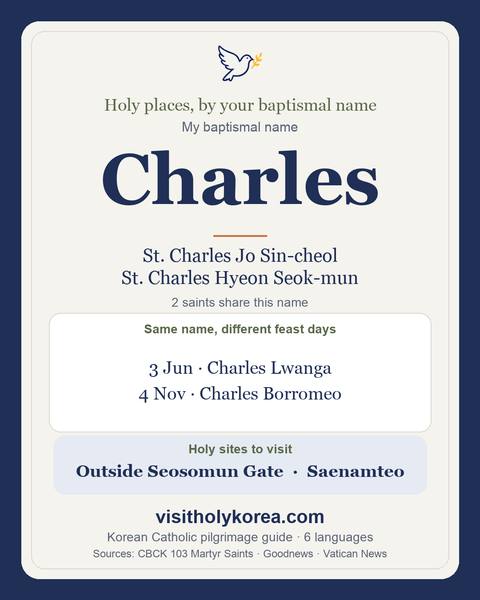 Holy places, by your baptismal name
My baptismal name
Charles
St. Charles Jo Sin-cheol
St. Charles Hyeon Seok-mun
2 saints share this name
Same name, different feast days
3 Jun · Charles Lwanga
4 Nov · Charles Borromeo
Holy sites to visit
Outside Seosomun Gate · Saenamteo
visitholykorea.com
Korean Catholic pilgrimage guide · 6 languages
Sources: CBCK 103 Martyr Saints · Goodnews · Vatican News